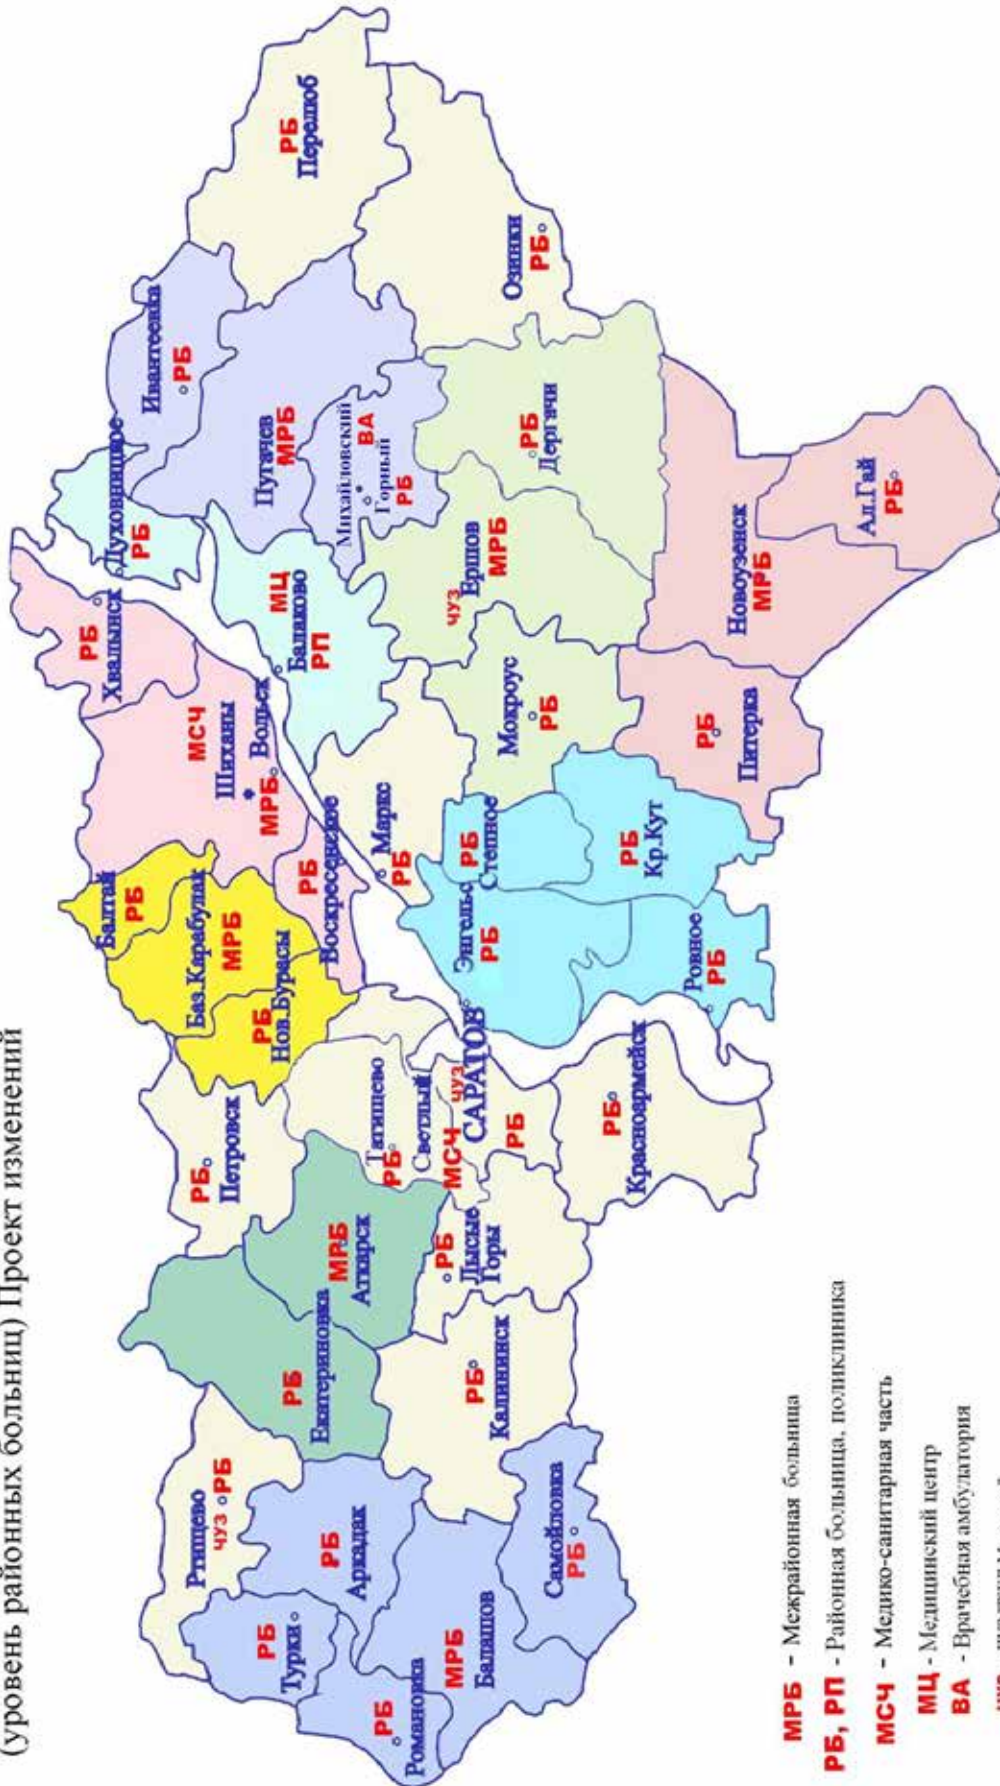 (уровень районных больниц) Проект изменений
Ртищево
ЧУЗ РБ
Турки
РБ
Романовка
РБ
Аркадак
РБ
Балашов
МРБ
Самойловка
РБ
Екатериновка
РБ
Аткарск
МРБ
Калининск
РБ
Лысые
Горы
РБ
Петровск
РБ
Татищево
РБ
Светлый
МСЧ
ЧУЗ
САРАТОВ
РБ
Красноармейск
РБ
Балтай
РБ
Баз.Карабулак
МРБ
Нов.Бурасы
РБ
Воскресенское
РБ
Шиханы
МСЧ
Вольск
МРБ
Хвалынск
РБ
Духовницкое
РБ
Балаково
МЦ
РП
Маркс
РБ
Энгельс
РБ
Степное
РБ
Ровное
РБ
Кр.Кут
РБ
Мокроус
РБ
Ершов
ЧУЗ
МРБ
Дергачи
РБ
Питерка
РБ
Новоузенск
МРБ
Ал.Гай
РБ
Озинки
РБ
Перелюб
РБ
Ивантеевка
РБ
Пугачев
МРБ
Михайловский
ВА
Горный
РБ
МРБ - Межрайонная больница
РБ, РП - Районная больница, поликлиника
МСЧ - Медико-санитарная часть
МЦ - Медицинский центр
ВА - Врачебная амбулатория